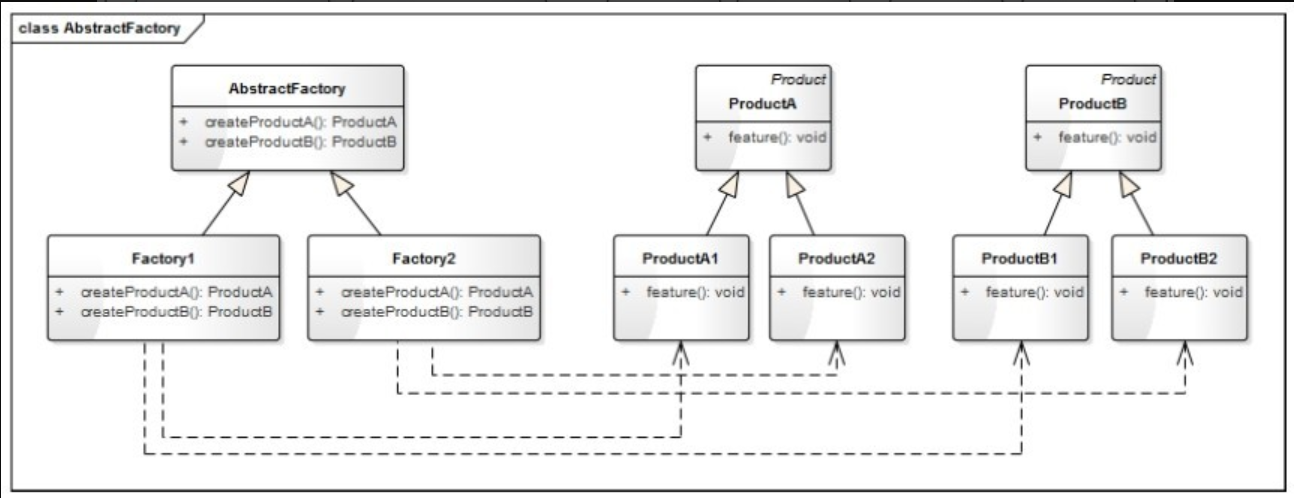 class AbstractFactory
AbstractFactory
+ createProductA(): ProductA
+ createProductB(): ProductB
Product
ProductA
+ feature(): void
Product
ProductB
+ feature(): void
Factory1
+ createProductA(): ProductA
+ createProductB(): ProductB
Factory2
+ createProductA(): ProductA
+ createProductB(): ProductB
ProductA1
+ feature(): void
ProductA2
+ feature(): void
ProductB1
+ feature(): void
ProductB2
+ feature(): void